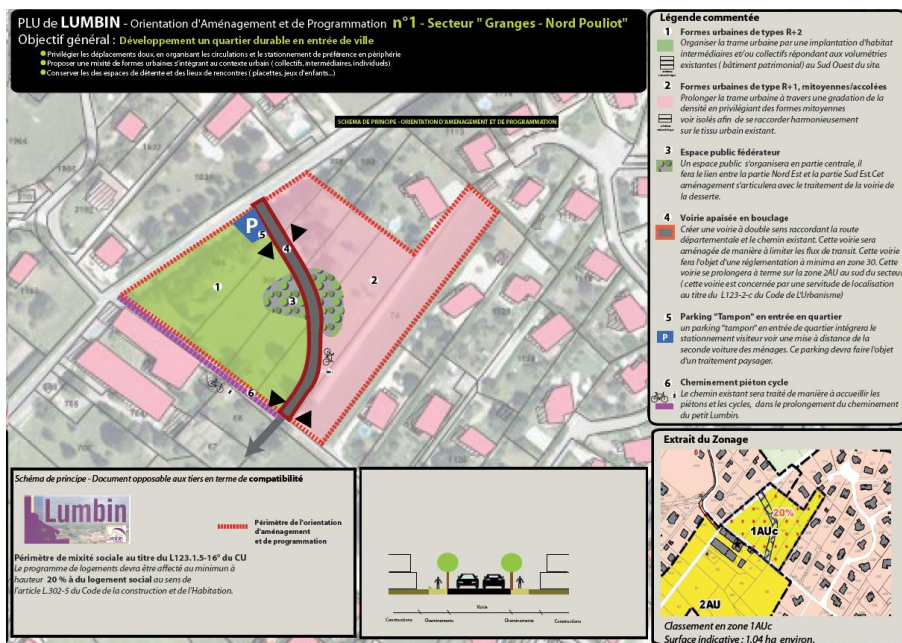 PLU de LUMBIN - Orientation d'Aménagement et de Programmation n°1 - Secteur " Granges - Nord Pouliot"
Objectif général : Développement un quartier durable en entrée de ville
Privilégier les déplacements doux, en organisant les circulations et le stationnement de préférence en périphérie
Proposer une mixité de formes urbaines s'intégrant au contexte urbain ( collectifs, intermédiaires, individuels)
Conserver les des espaces de détente et des lieux de rencontres ( placettes, jeux d'enfants...)
SCHEMA DE PRINCIPE - ORIENTATION D'AMENAGEMENT ET DE PROGRAMMATION
P
5
4
1
2
3
6
Légende commentée
1 Formes urbaines de types R+2
Organiser la trame urbaine par une implantation d'habitat
intermédiaires et/ou collectifs répondant aux volumétries
existantes ( bâtiment patrimonial) au Sud Ouest du site.
2 Formes urbaines de type R+1, mitoyennes/accolées
Prolonger la trame urbaine à travers une gradation de la
densité en privilégiant des formes mitoyennes
voir isolés afin de se raccorder harmonieusement
sur le tissu urbain existant.
3 Espace public fédérateur
Un espace public s'organisera en partie centrale, il
fera le lien entre la partie Nord Est et la partie Sud Est.Cet
aménagement s'articulera avec le traitement de la voirie de
la desserte.
4 Voirie apaisée en bouclage
Créer une voirie à double sens raccordant la route
départementale et le chemin existant. Cette voirie sera
aménagée de manière à limiter les flux de transit. Cette voirie
fera l'objet d'une réglementation à minima en zone 30. Cette
voirie se prolongera à terme sur la zone 2AU au sud du secteur
( cette voirie est concernée par une servitude de localisation
au titre du L123-2-c du Code de L'Urbanisme)
5 Parking "Tampon" en entrée en quartier
P un parking "tampon" en entrée de quartier intégrera le
stationnement visiteur voir une mise à distance de la
seconde voiture des ménages. Ce parking devra faire l'objet
d'un traitement paysager.
6 Cheminement piéton cycle
Le chemin existant sera traité de manière à accueillir les
piétons et les cycles, dans le prolongement du cheminement
du petit Lumbin.
Schéma de principe - Document opposable aux tiers en terme de compatibilité
Lumbin
Périmètre de l'orientation
d'aménagement
et de programmation
Périmètre de mixité sociale au titre du L123.1.5-16° du CU
Le programme de logements devra être affecté au minimun à
hauteur 20 % à du logement social au sens de
l'article L.302-5 du Code de la construction et de l'Habitation.
Voirie
Constructions Cheminements Cheminements Constructions
Extrait du Zonage
20%
1AUc
2AU
Classement en zone 1AUc
Surface indicative : 1,04 ha environ.